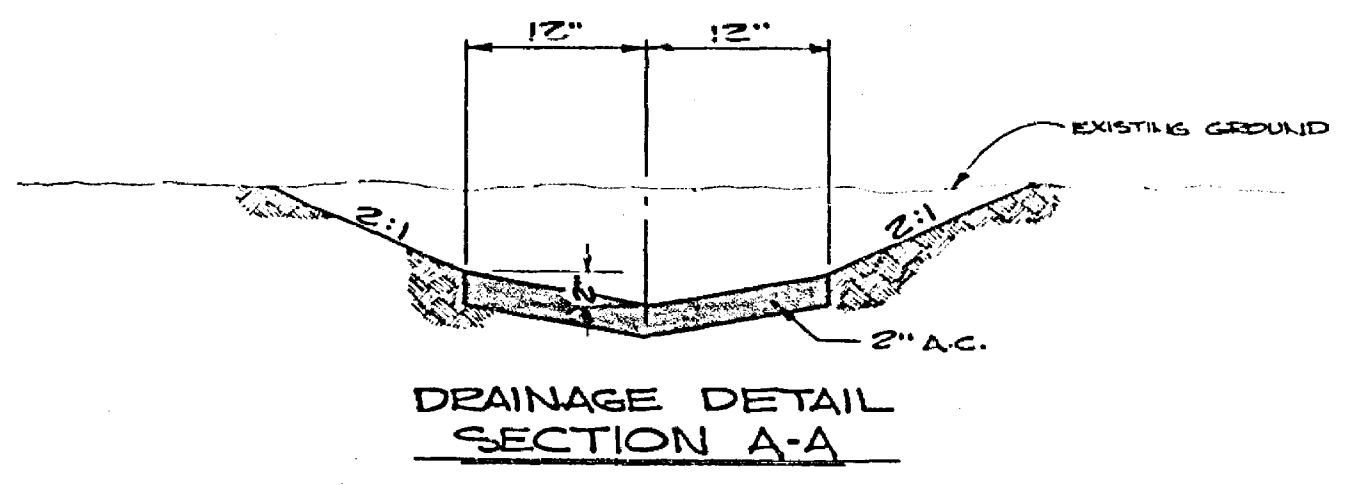 12"
12"
EXISTING GROUND
2:1
2:1
2"
2" A.C.
DRAINAGE DETAIL
SECTION A-A